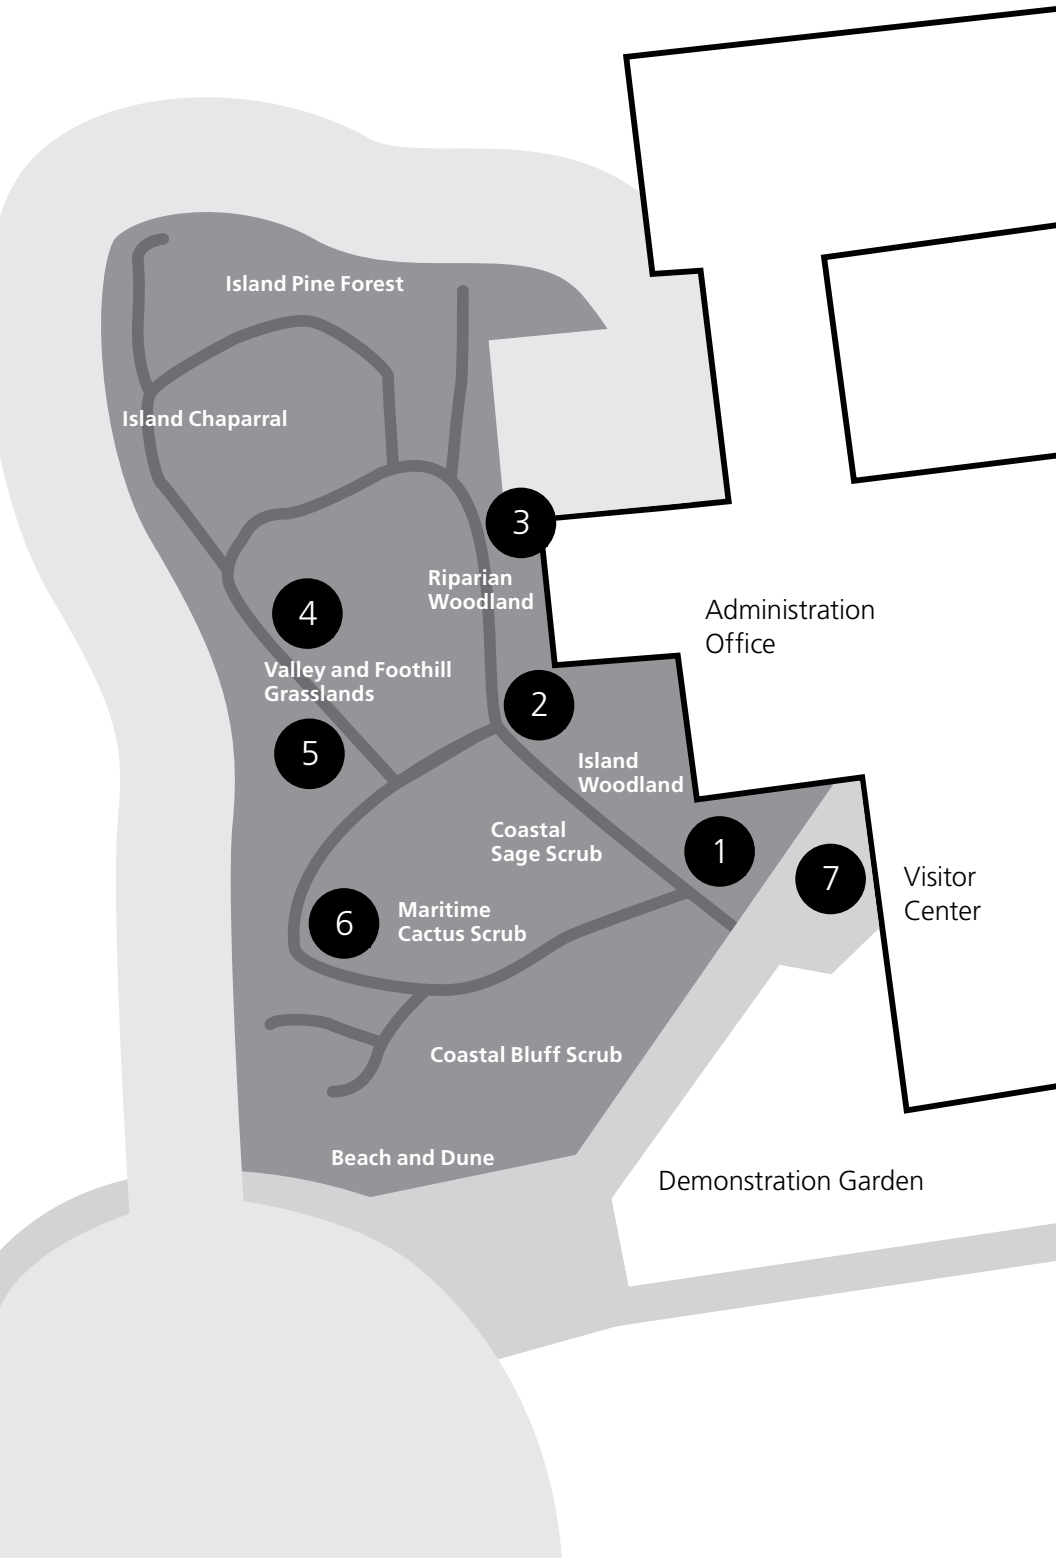 Island Pine Forest
Island Chaparral
3
Riparian
Woodland
4
Administration
Office
Valley and Foothill
Grasslands
2
5
Island
Woodland
Coastal
Sage Scrub
1
7
Visitor
Center
6
Maritime
Cactus Scrub
Coastal Bluff Scrub
Beach and Dune
Demonstration Garden